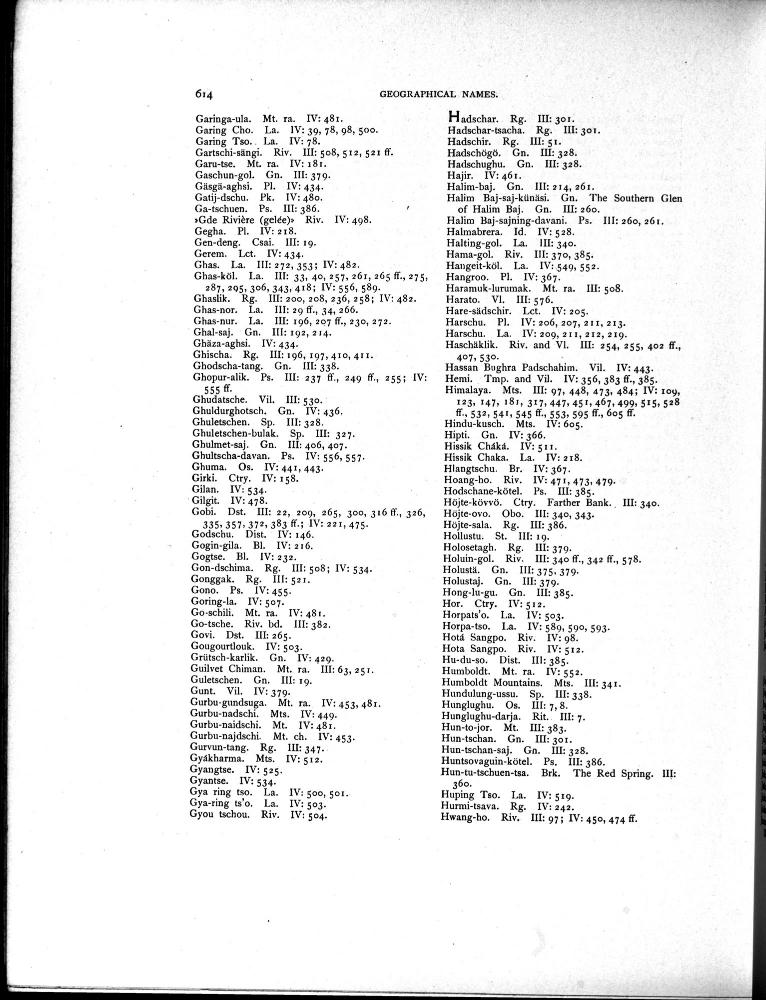 614
GEOGRAPHICAL NAMES.
Garinga-ula. Mt. ra. IV: 481.
Garing Cho. La. IV: 39, 78, 98, 500.
Garing Tso. La. IV: 78.
Gartschi-sängi. Riv. III: 508, 512, 521 ff.
Garu-tse. Mt. ra. IV: 181.
Gaschun-gol. Gn. III: 379.
Gäsgä-aghsi. Pl. IV: 434.
Gatij-dschu. Pk. IV: 480.
Ga-tschuen. Ps. III: 386.
›Gde Rivière (gelée)› Riv. IV: 498.
Gegha. Pl. IV: 218.
Gen-deng. Csai. III: 19.
Gerem. Lct. IV: 434.
Ghas. La. III: 272, 353; IV: 482.
Ghas-köl. La. III: 33, 40, 257, 261, 265 ff., 275,
287, 295, 306, 343, 418; IV: 556, 589.
Ghaslik. Rg. III: 200, 208, 236, 258; IV: 482.
Ghas-nor. La. III: 29 ff., 34, 266.
Ghas-nur. La. III: 196, 207 ff., 230, 272.
Ghal-saj. Gn. III: 192, 214.
Ghäza-aghsi. IV: 434.
Ghischa. Rg. III: 196, 197, 410, 411.
Ghodscha-tang. Gn. III: 338.
Ghopur-alik. Ps. III: 237 ff., 249 ff., 255; IV:
555 ff.
Ghudatsche. Vil. III: 530.
Ghuldurghotsch. Gn. IV: 436.
Ghuletschen. Sp. III: 328.
Ghuletschen-bulak. Sp. III: 327.
Ghulmet-saj. Gn. III: 406, 407.
Ghultscha-davan. Ps. IV: 556, 557.
Ghuma. Os. IV: 441, 443.
Girki. Ctry. IV: 158.
Gilan. IV: 534.
Gilgit. IV: 478.
Gobi. Dst. III: 22, 209, 265, 300, 316 ff., 326,
335, 357, 372, 383 ff.; IV: 221, 475.
Godschu. Dist. IV: 146.
Gogin-gila. Bl. IV: 216.
Gogtse. Bl. IV: 232.
Gon-dschima. Rg. III: 508; IV: 534.
Gonggak. Rg. III: 521.
Gono. Ps. IV: 455.
Goring-la. IV: 507.
Go-schili. Mt. ra. IV: 481.
Go-tsche. Riv. bd. III: 382.
Govi. Dst. III: 265.
Gougourtlouk. IV: 503.
Grütsch-karlik. Gn. IV: 429.
Guilvet Chiman. Mt. ra. III: 63, 251.
Guletschen. Gn. III: 19.
Gunt. Vil. IV: 379.
Gurbu-gundsuga. Mt. ra. IV: 453, 481.
Gurbu-nadschi. Mts. IV: 449.
Gurbu-naidschi. Mt. IV: 481.
Gurbu-najdschi. Mt. ch. IV: 453.
Gurvun-tang. Rg. III: 347.
Gyákharma. Mts. IV: 512.
Gyangtse. IV: 525.
Gyantse. IV: 534.
Gya ring tso. La. IV: 500, 501.
Gya-ring ts'o. La. IV: 503.
Gyou tschou. Riv. IV: 504.
Hadschar. Rg. III: 301.
Hadschar-tsacha. Rg. III: 301.
Hadschir. Rg. III: 51.
Hadschögö. Gn. III: 328.
Hadschughu. Gn. III: 328.
Hajir. IV: 461.
Halim-baj. Gn. III: 214, 261.
Halim Baj-saj-künäsi. Gn. The Southern Glen
of Halim Baj. Gn. III: 260.
Halim Baj-sajning-davani. Ps. III: 260, 261.
Halmabrera. Id. IV: 528.
Halting-gol. La. III: 340.
Hama-gol. Riv. III: 370, 385.
Hangeit-köl. La. IV: 549, 552.
Hangroo. Pl. IV: 367.
Haramuk-lurumak. Mt. ra. III: 508.
Harato. Vl. III: 576.
Hare-sädschir. Lct. IV: 205.
Harschu. Pl. IV: 206, 207, 211, 213.
Harschu. La. IV: 209, 211, 212, 219.
Haschäklik. Riv. and Vl. III: 254, 255, 402 ff.,
407, 530.
Hassan Bughra Padschahim. Vil. IV: 443.
Hemi. Tmp. and Vil. IV: 356, 383 ff., 385.
Himalaya. Mts. III: 97, 448, 473, 484; IV: 109,
123, 147, 181, 317, 447, 451, 467, 499, 515, 528
ff., 532, 541, 545 ff., 553, 595 ff., 605 ff.
Hindu-kusch. Mts. IV: 605.
Hipti. Gn. IV: 366.
Hissik Cháká. IV: 511.
Hissik Chaka. La. IV: 218.
Hlangtschu. Br. IV: 367.
Hoang-ho. Riv. IV: 471, 473, 479.
Hodschane-kötel. Ps. III: 385.
Höjte-kövvö. Ctry. Farther Bank. III: 340.
Höjte-ovo. Obo. III: 340, 343.
Höjte-sala. Rg. III: 386.
Hollustu. St. III: 19.
Holosetagh. Rg. III: 379.
Holuin-gol. Riv. III: 340 ff., 342 ff., 578.
Holustä. Gn. III: 375, 379.
Holustaj. Gn. III: 379.
Hong-lu-gu. Gn. III: 385.
Hor. Ctry. IV: 512.
Horpats'o. La. IV: 503.
Horpa-tso. La. IV: 589, 590, 593.
Hotá Sangpo. Riv. IV: 98.
Hota Sangpo. Riv. IV: 512.
Hu-du-so. Dist. III: 385.
Humboldt. Mt. ra. IV: 552.
Humboldt Mountains. Mts. III: 341.
Hundulung-ussu. Sp. III: 338.
Hunglughu. Os. III: 7, 8.
Hunglughu-darja. Rit. III: 7.
Hun-to-jor. Mt. III: 383.
Hun-tschan. Gn. III: 301.
Hun-tschan-saj. Gn. III: 328.
Huntsovaguin-kötel. Ps. III: 386.
Hun-tu-tschuen-tsa. Brk. The Red Spring. III:
360.
Huping Tso. La. IV: 519.
Hurmi-tsava. Rg. IV: 242.
Hwang-ho. Riv. III: 97; IV: 450, 474 ff.